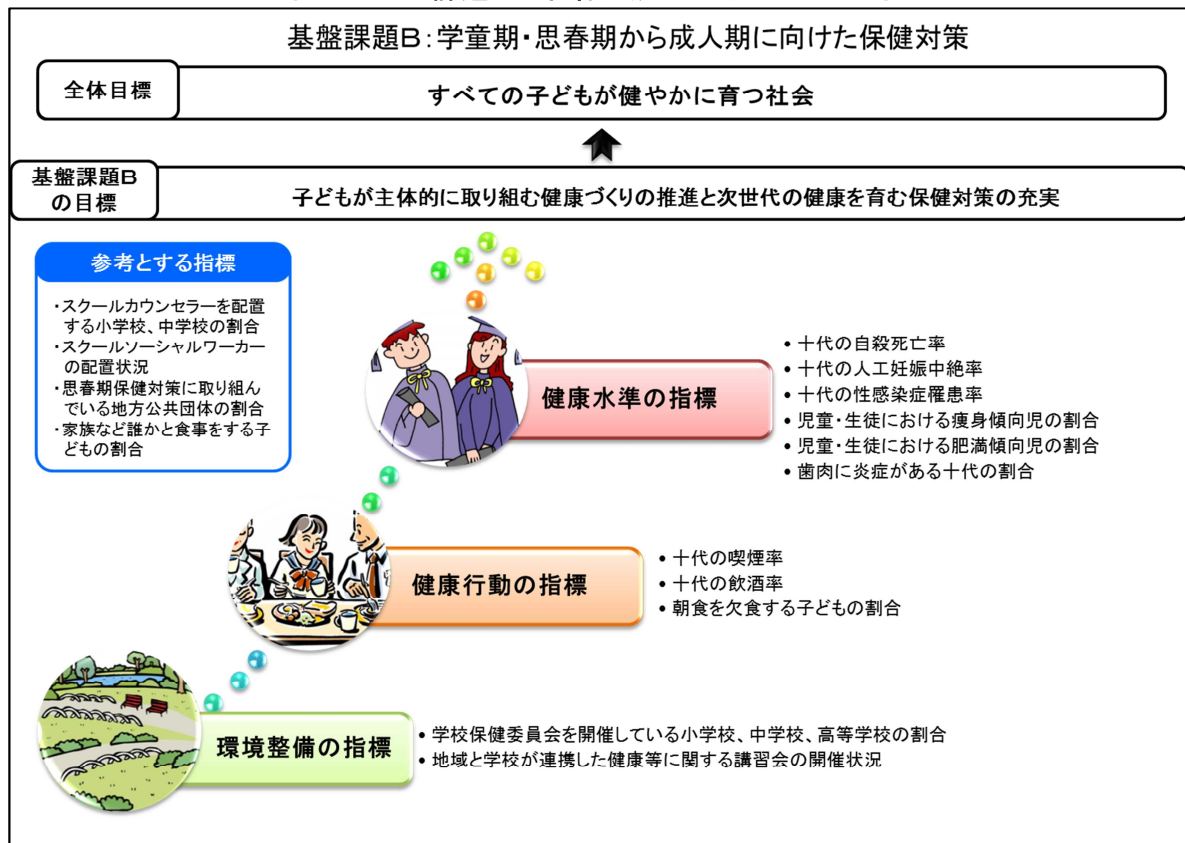 基盤課題B：学童期・思春期から成人期に向けた保健対策
全体目標
すべての子どもが健やかに育つ社会
基盤課題B
の目標
子どもが主体的に取り組む健康づくりの推進と次世代の健康を育む保健対策の充実
参考とする指標
・スクールカウンセラーを配置
する小学校、中学校の割合
・スクールソーシャルワーカー
の配置状況
・思春期保健対策に取り組ん
でいる地方公共団体の割合
・家族など誰かと食事をする子
どもの割合
健康水準の指標
• 十代の自殺死亡率
• 十代の人工妊娠中絶率
• 十代の性感染症罹患率
• 児童・生徒における痩身傾向児の割合
• 児童・生徒における肥満傾向児の割合
• 歯肉に炎症がある十代の割合
健康行動の指標
• 十代の喫煙率
• 十代の飲酒率
• 朝食を欠食する子どもの割合
環境整備の指標
• 学校保健委員会を開催している小学校、中学校、高等学校の割合
• 地域と学校が連携した健康等に関する講習会の開催状況